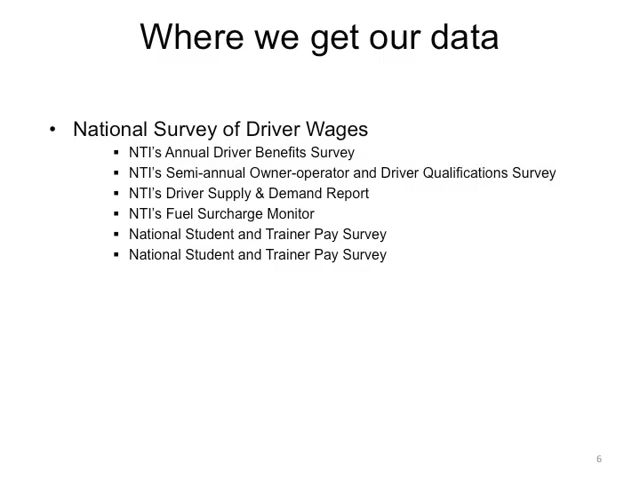 Where we get our data
• National Survey of Driver Wages
▪ NTI's Annual Driver Benefits Survey
▪ NTI's Semi-annual Owner-operator and Driver Qualifications Survey
▪ NTI's Driver Supply & Demand Report
▪ NTI's Fuel Surcharge Monitor
▪ National Student and Trainer Pay Survey
▪ National Student and Trainer Pay Survey
6